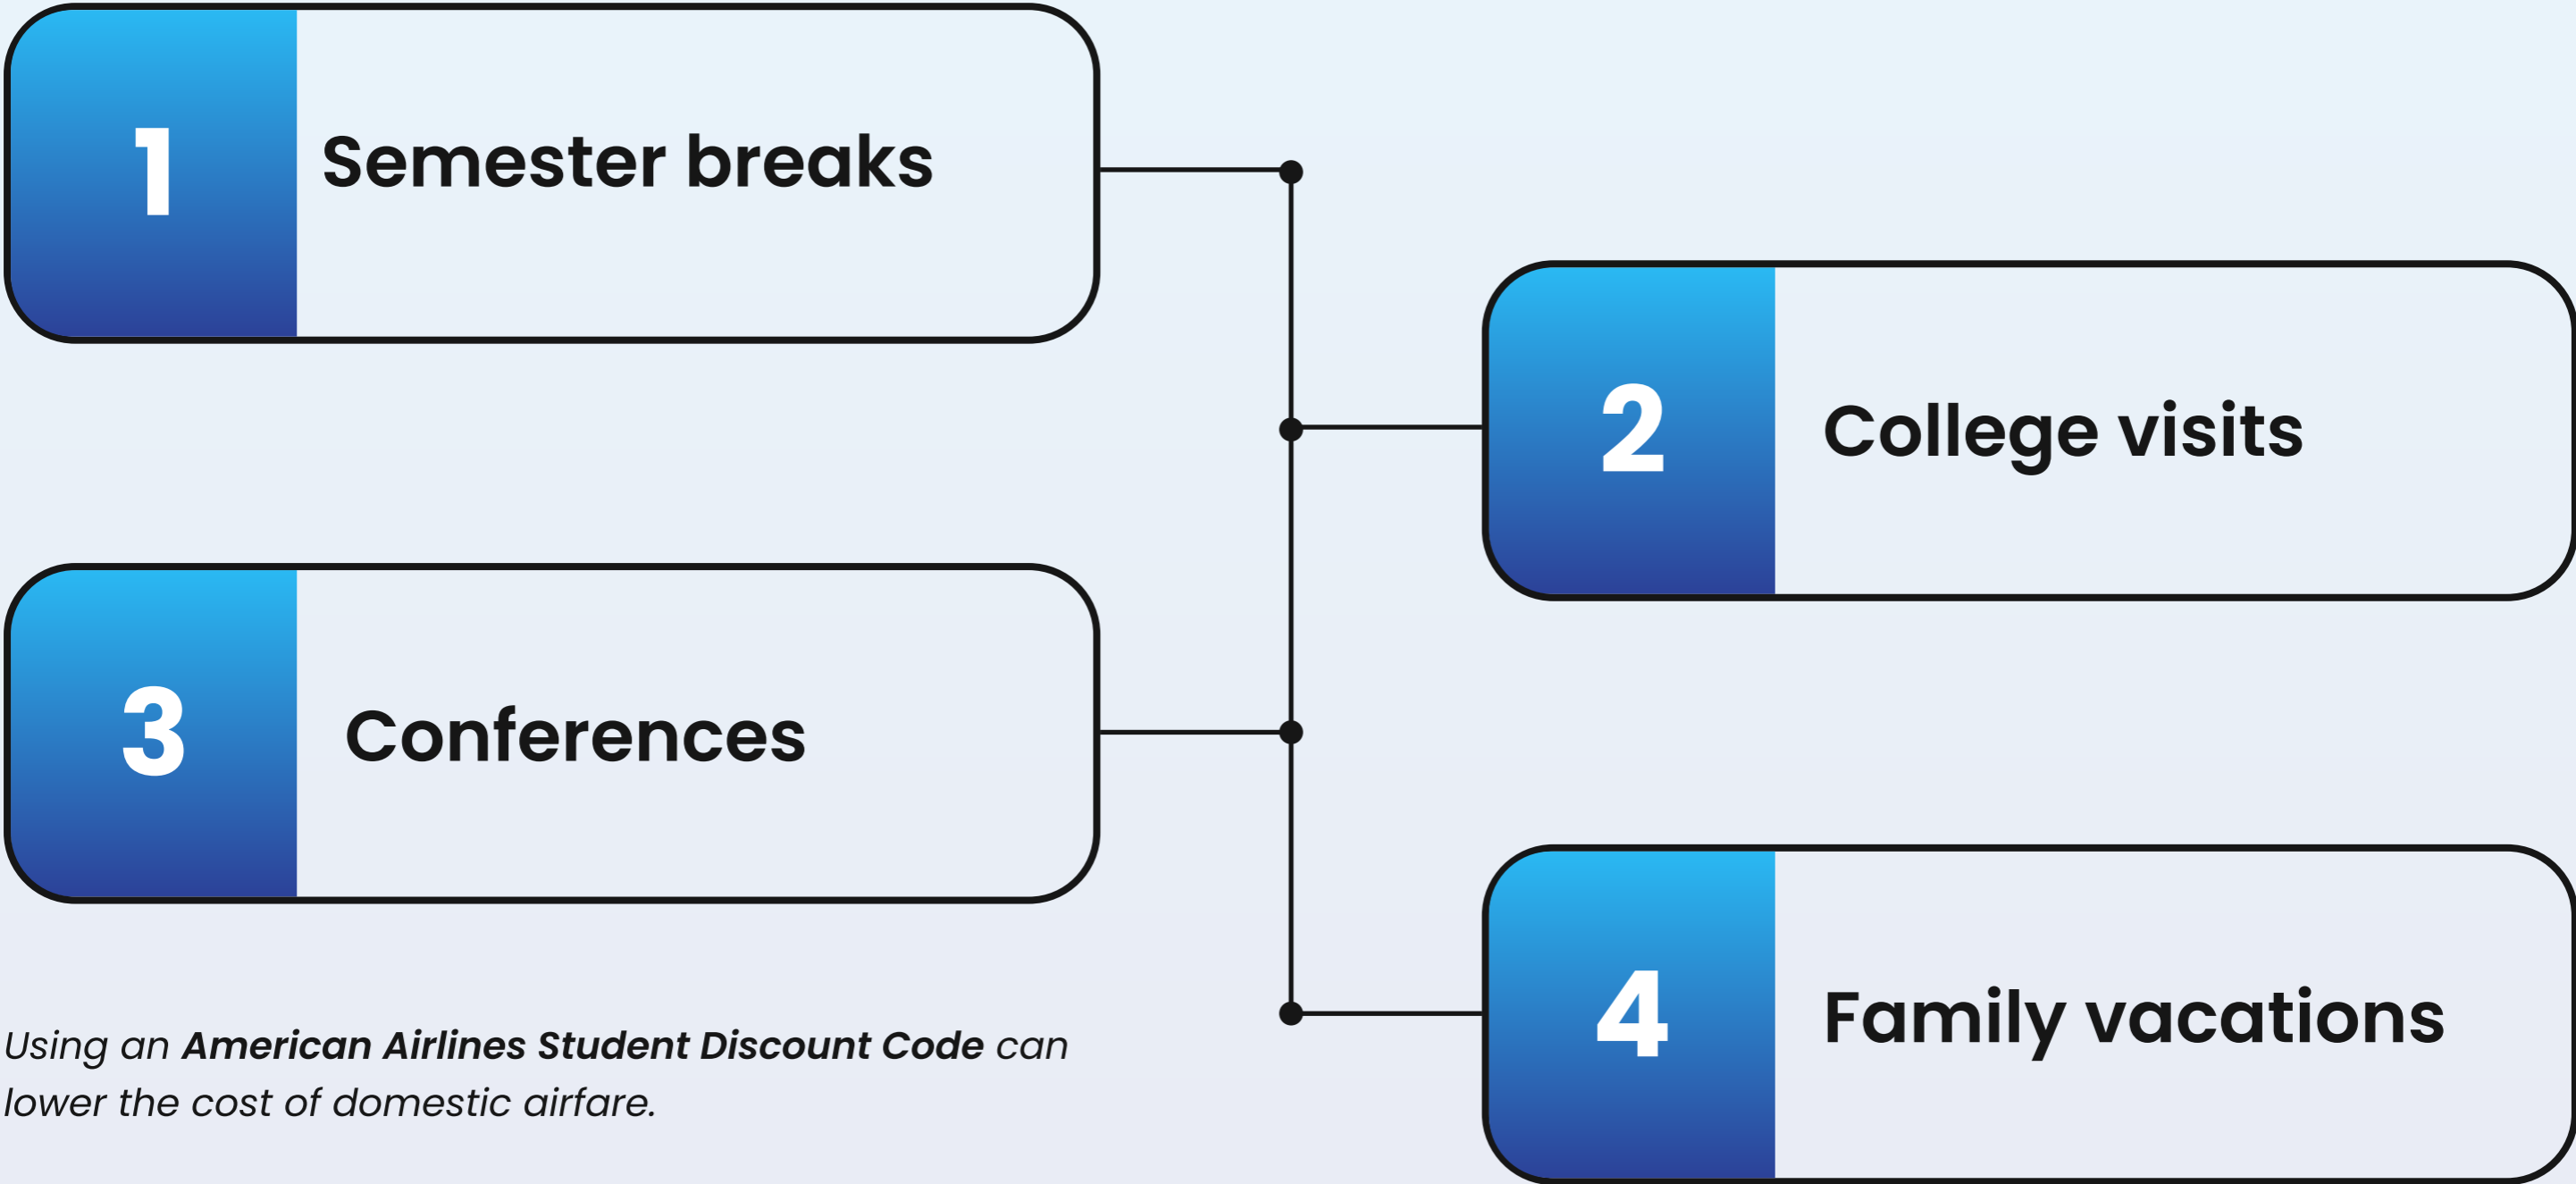 1
Semester breaks
2
College visits
3
Conferences
4
Family vacations
Using an American Airlines Student Discount Code can
lower the cost of domestic airfare.